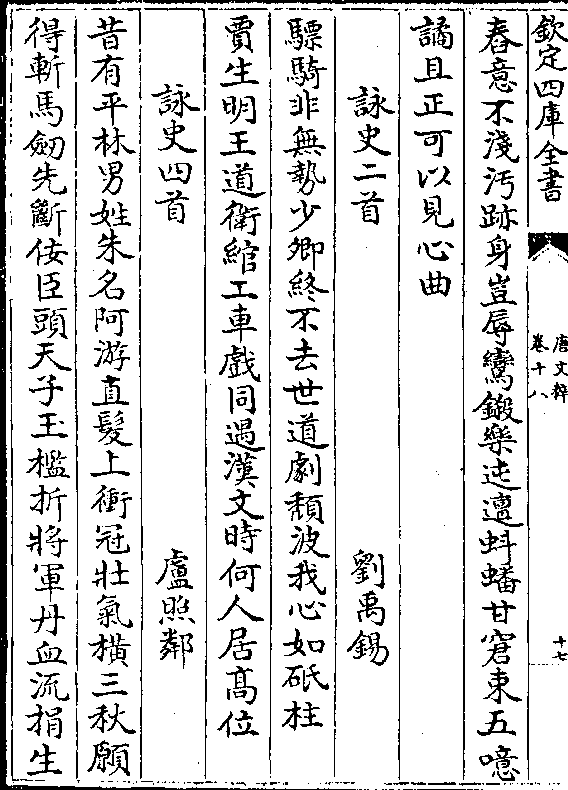 欽定四庫全書
唐文粹
卷十八
十七
舂意不淺汚跡身豈辱鸞鎩樂迍邅蚪蟠甘窘束五噫
譎且正可以見心曲
詠史二首 劉禹錫
驃騎非無勢少卿終不去世道劇頹波我心如砥柱
賈生明王道衛綰工車戲同遇漢文時何人居髙位
詠史四首 盧照鄰
昔有平林男姓朱名阿游直髮上衝冠壯氣横三秋願
得斬馬劒先斷佞臣頭天子玉檻折將軍丹血流捐生